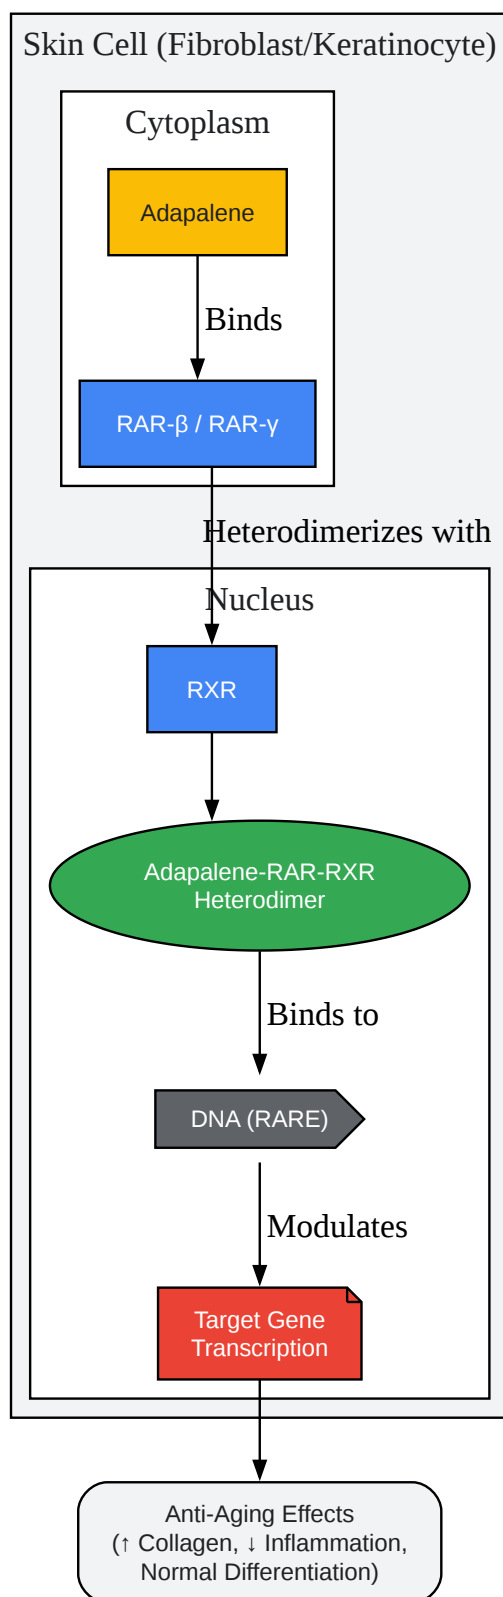 Skin Cell (Fibroblast/Keratinocyte)
Cytoplasm
Adapalene
Binds
RAR-β / RAR-γ
Heterodimerizes with
Nucleus
RXR
Adapalene-RAR-RXR
Heterodimer
Binds to
DNA (RARE)
Modulates
Target Gene
Transcription
Anti-Aging Effects
(↑ Collagen, ↓ Inflammation,
Normal Differentiation)